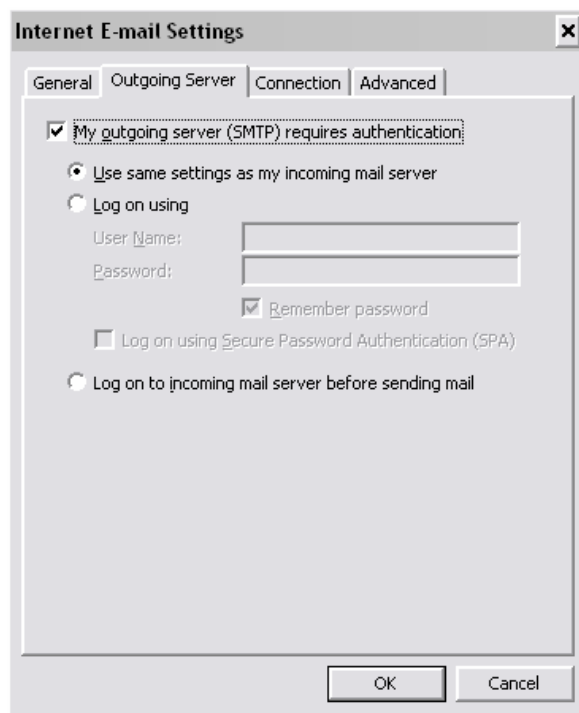 Internet E-mail Settings
General Outgoing Server Connection Advanced
My outgoing server (SMTP) requires authentication
Use same settings as my incoming mail server
Log on using
User Name:
Password:
Remember password
Log on using Secure Password Authentication (SPA)
Log on to incoming mail server before sending mail
OK Cancel